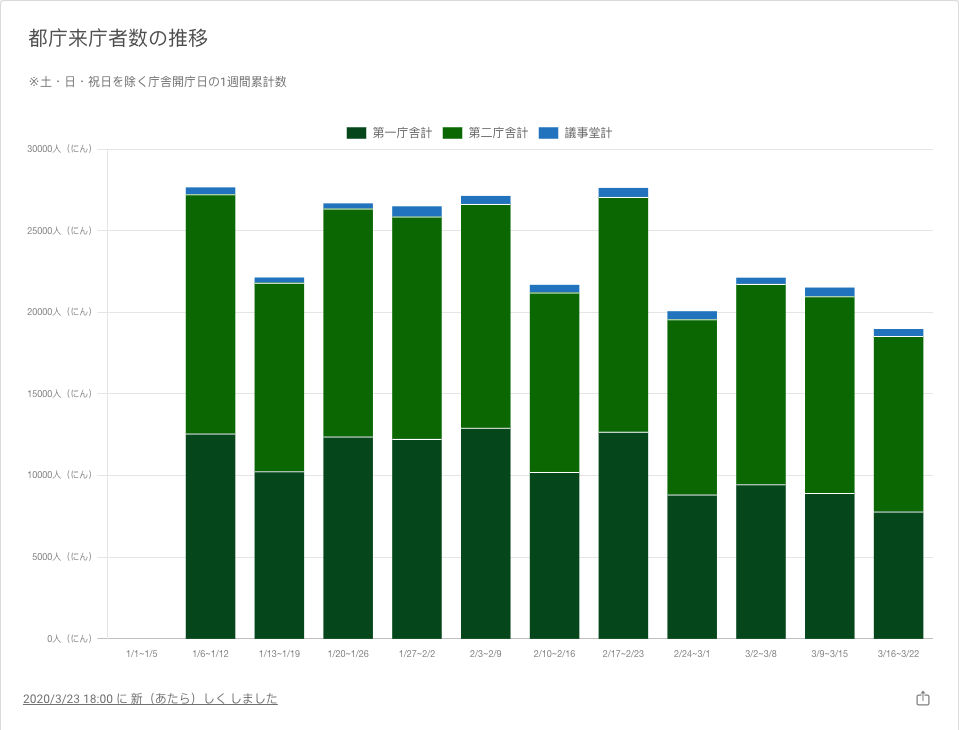 都庁来庁者数の推移
※土・日・祝日を除く庁舎開庁日の1週間累計数
第一庁舎計 第二庁舎計 議事堂計
30000人（にん）
25000人（にん）
20000人（にん）
15000人（にん）
10000人（にん）
5000人（にん）
0人（にん）
1/1~1/5 1/6~1/12 1/13~1/19 1/20~1/26 1/27~2/2 2/3~2/9 2/10~2/16 2/17~2/23 2/24~3/1 3/2~3/8 3/9~3/15 3/16~3/22
2020/3/23 18:00 に 新（あたら）しく しました